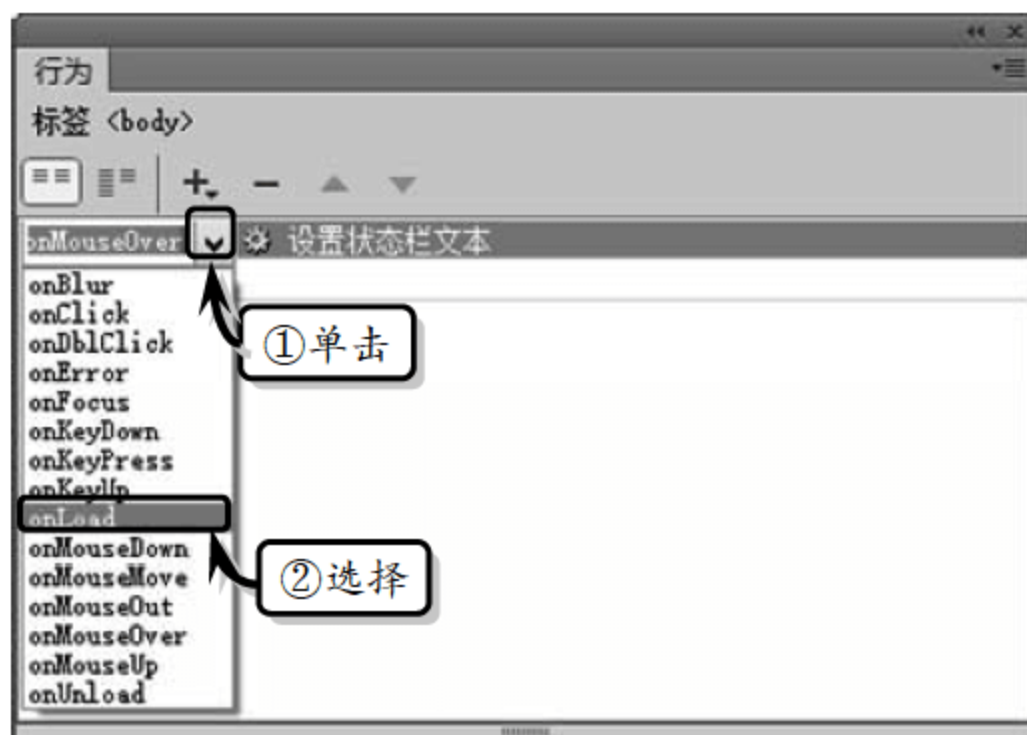 行为
标签 <body>
onMouseOver 设置状态栏文本
onBlur
onClick
①单击
onDblClick
onError
onFocus
onKeyDown
onKeyPress
onKeyUp
onLoad
onMouseDown
②选择
onMouseMove
onMouseOut
onMouseOver
onMouseUp
onUnload